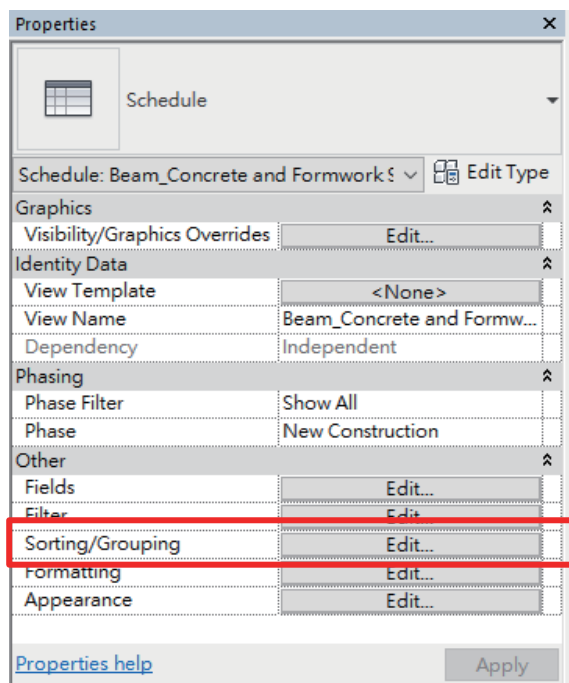 Properties
Schedule
Schedule: Beam_Concrete and Formwork Edit Type
Graphics
Visibility/Graphics Overrides Edit...
Identity Data
View Template <None>
View Name Beam_Concrete and Formw...
Dependency Independent
Phasing
Phase Filter Show All
Phase New Construction
Other
Fields Edit...
Filter Edit...
Sorting/Grouping Edit...
Formatting Edit...
Appearance Edit...
Properties help Apply